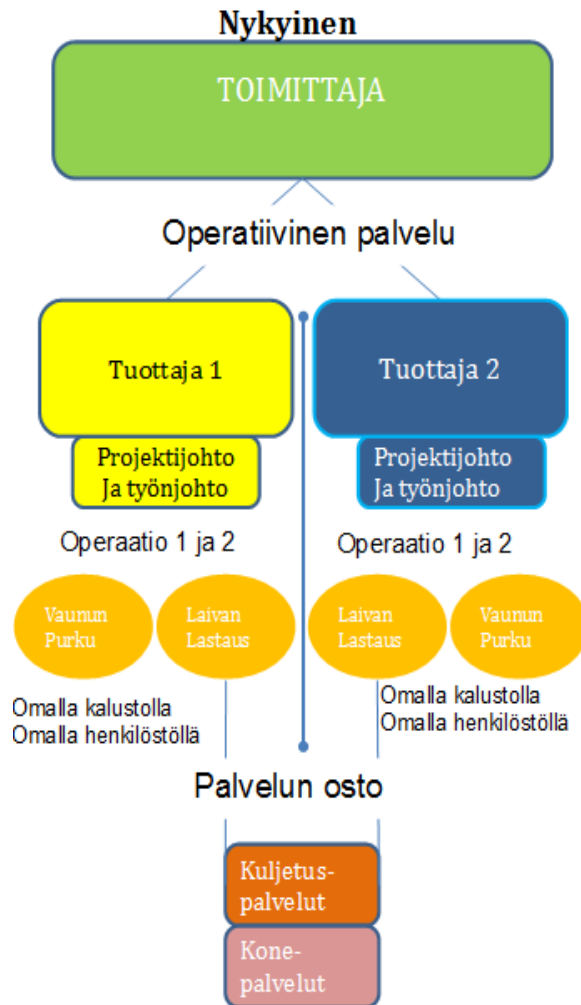 Nykyinen
TOIMITTAJA
Operatiivinen palvelu
Tuottaja 1
Tuottaja 2
Projektijohto
Ja työnjohto
Projektijohto
Ja työnjohto
Operaatio 1 ja 2
Operaatio 1 ja 2
Vaunun
Purku
Laivan
Lastaus
Laivan
Lastaus
Vaunun
Purku
Omalla kalustolla
Omalla henkilöstöllä
Omalla kalustolla
Omalla henkilöstöllä
Palvelun osto
Kuljetus-
palvelut
Kone-
palvelut